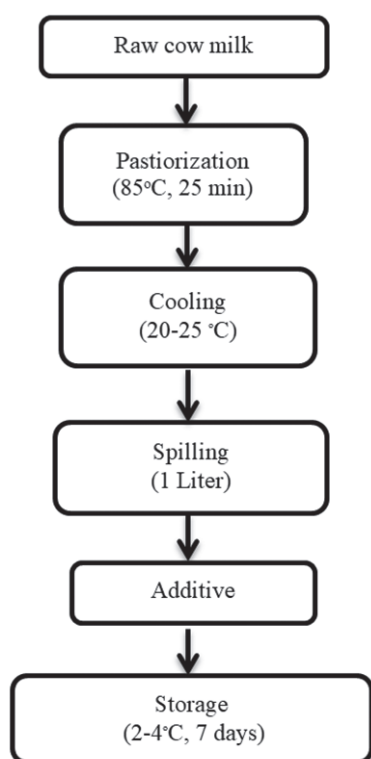 Raw cow milk
Pastiorization
(85°C, 25 min)
Cooling
(20-25 °C)
Spilling
(1 Liter)
Additive
Storage
(2-4°C, 7 days)